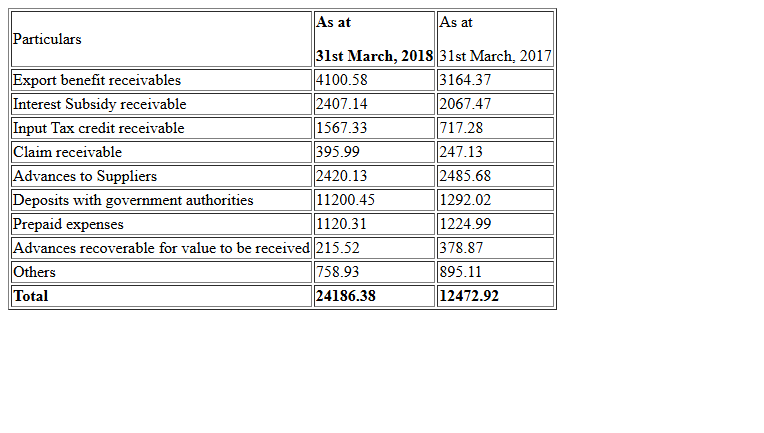 Particulars
As at
31st March, 2018
As at
31st March, 2017
Export benefit receivables 4100.58 3164.37
Interest Subsidy receivable 2407.14 2067.47
Input Tax credit receivable 1567.33 717.28
Claim receivable 395.99 247.13
Advances to Suppliers 2420.13 2485.68
Deposits with government authorities 11200.45 1292.02
Prepaid expenses 1120.31 1224.99
Advances recoverable for value to be received 215.52 378.87
Others 758.93 895.11
Total 24186.38 12472.92